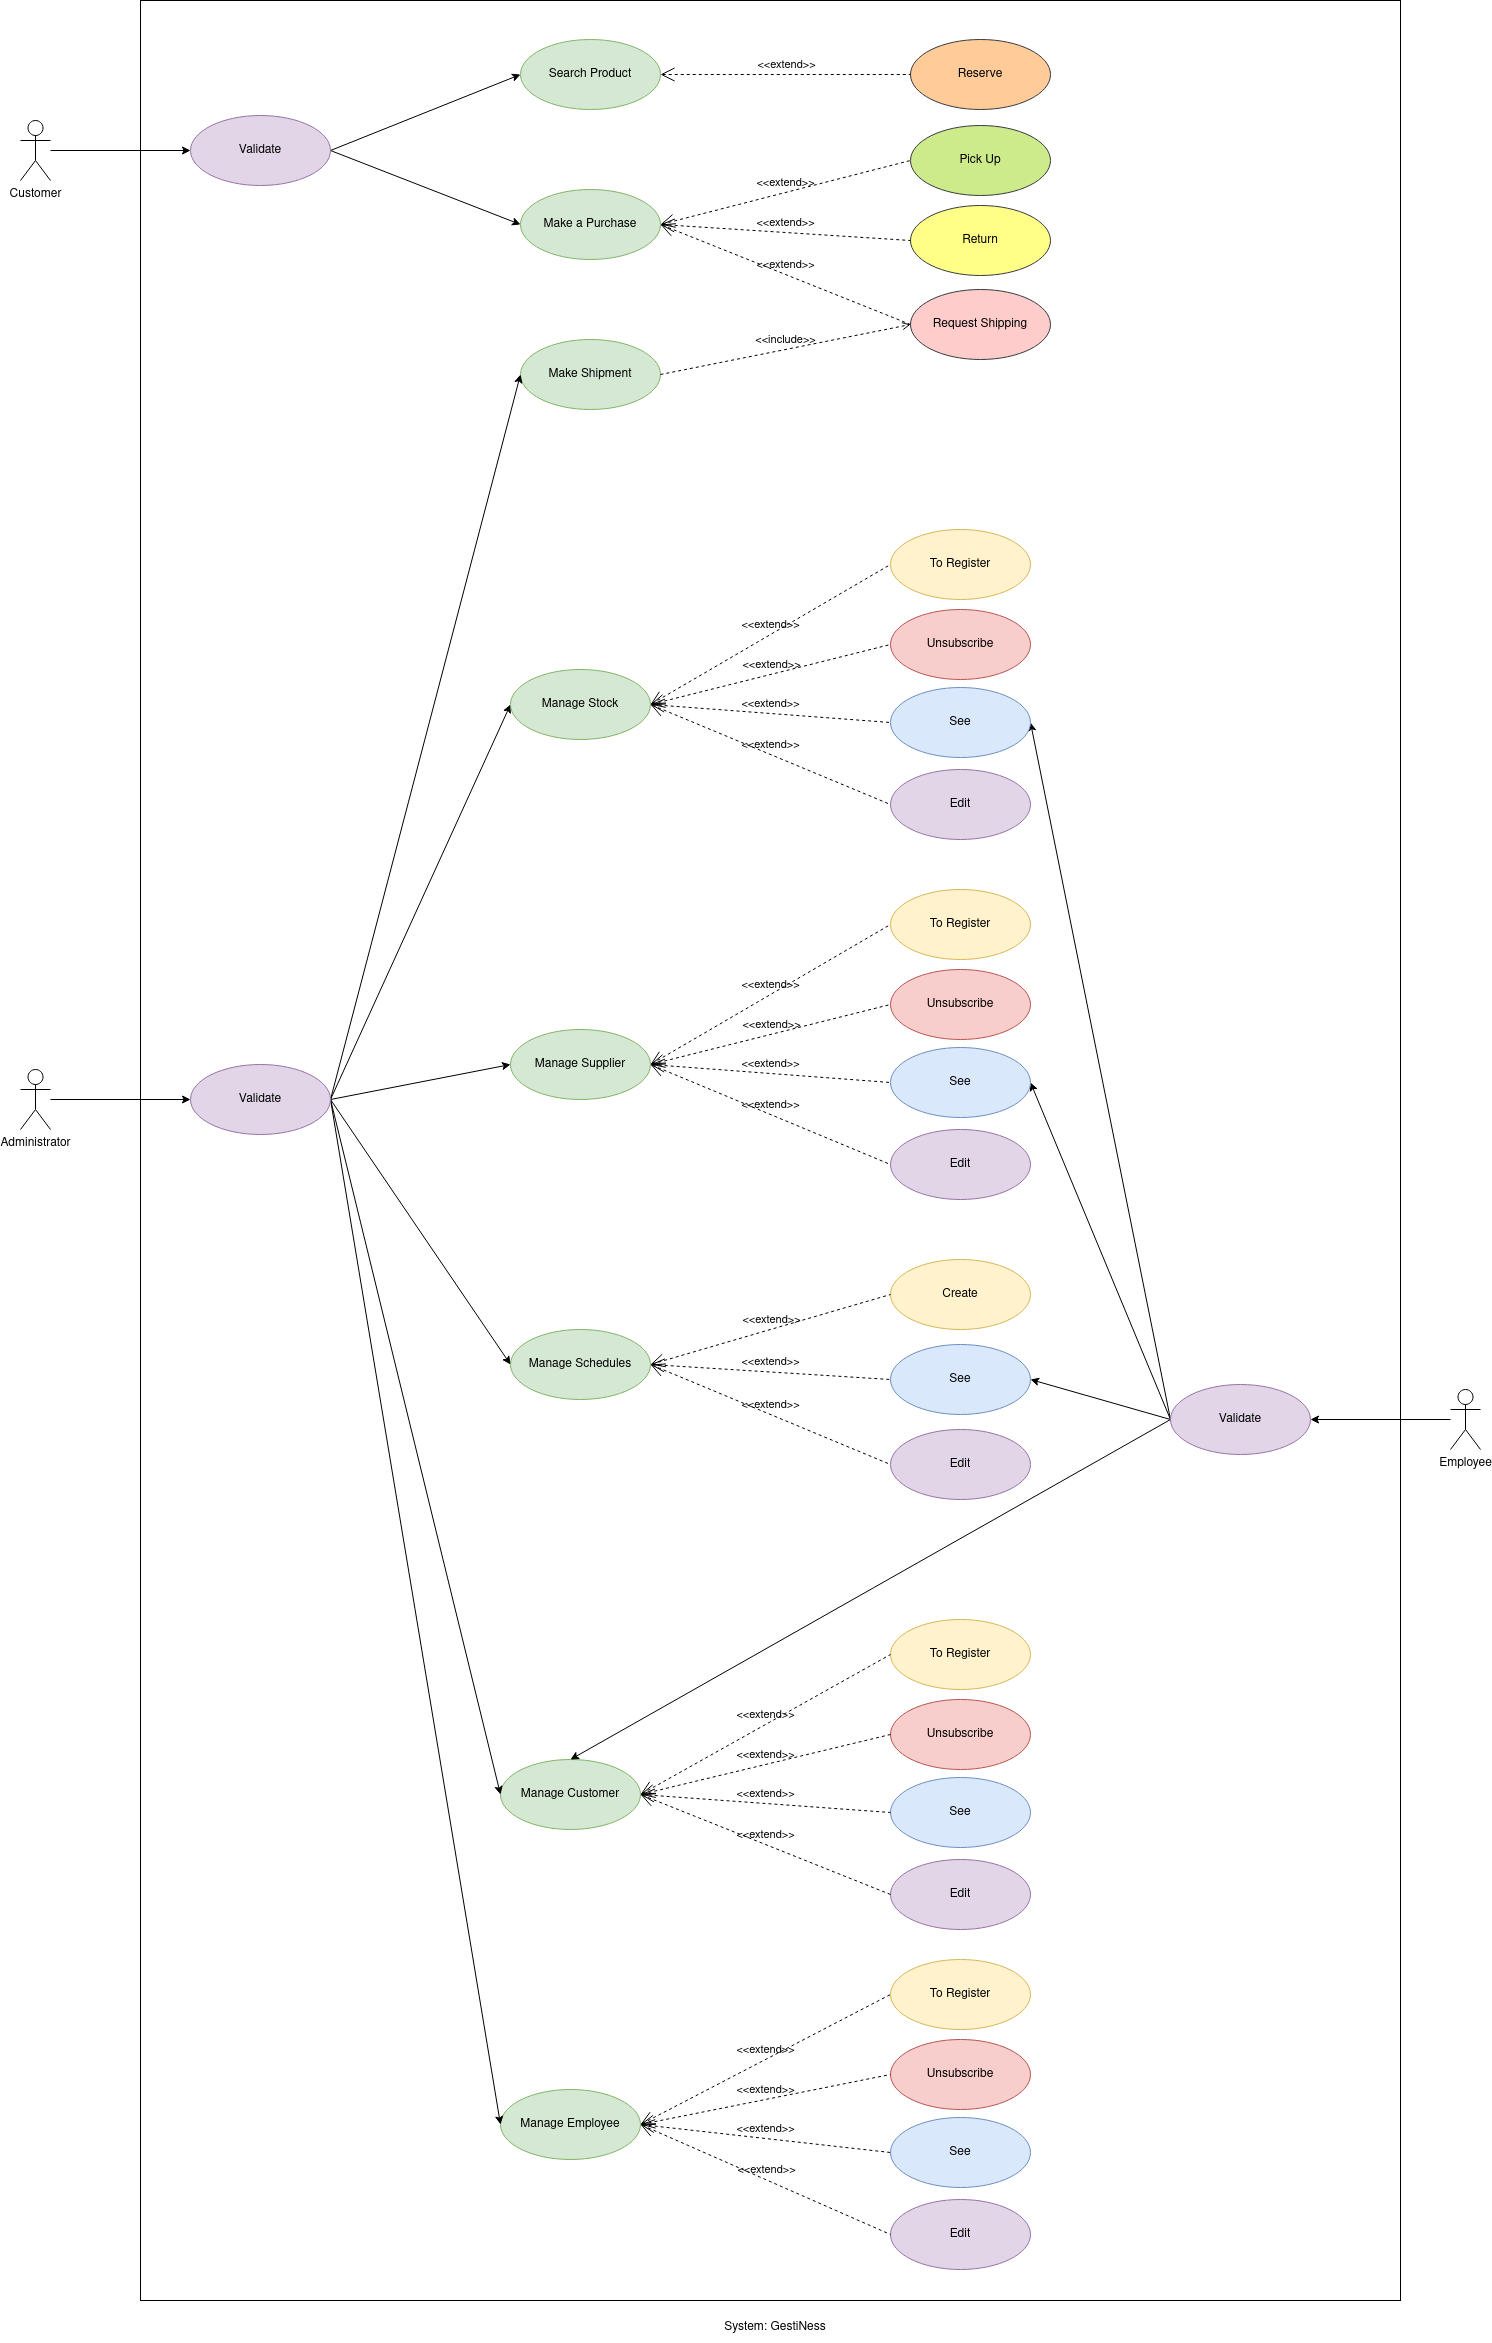 Search Product
<<extend>>
Reserve
Customer
Validate
Pick Up
<<extend>>
Make a Purchase
<<extend>>
Return
<<extend>>
Request Shipping
<<include>>
Make Shipment
To Register
<<extend>>
Unsubscribe
<<extend>>
Manage Stock
<<extend>>
See
<<extend>>
Edit
To Register
<<extend>>
Unsubscribe
<<extend>>
Manage Supplier
<<extend>>
See
<<extend>>
Edit
Administrator
Validate
Create
<<extend>>
Manage Schedules
<<extend>>
See
<<extend>>
Edit
Validate
Employee
To Register
<<extend>>
Unsubscribe
<<extend>>
Manage Customer
<<extend>>
See
<<extend>>
Edit
To Register
<<extend>>
Unsubscribe
<<extend>>
Manage Employee
<<extend>>
See
<<extend>>
Edit
System: GestiNess